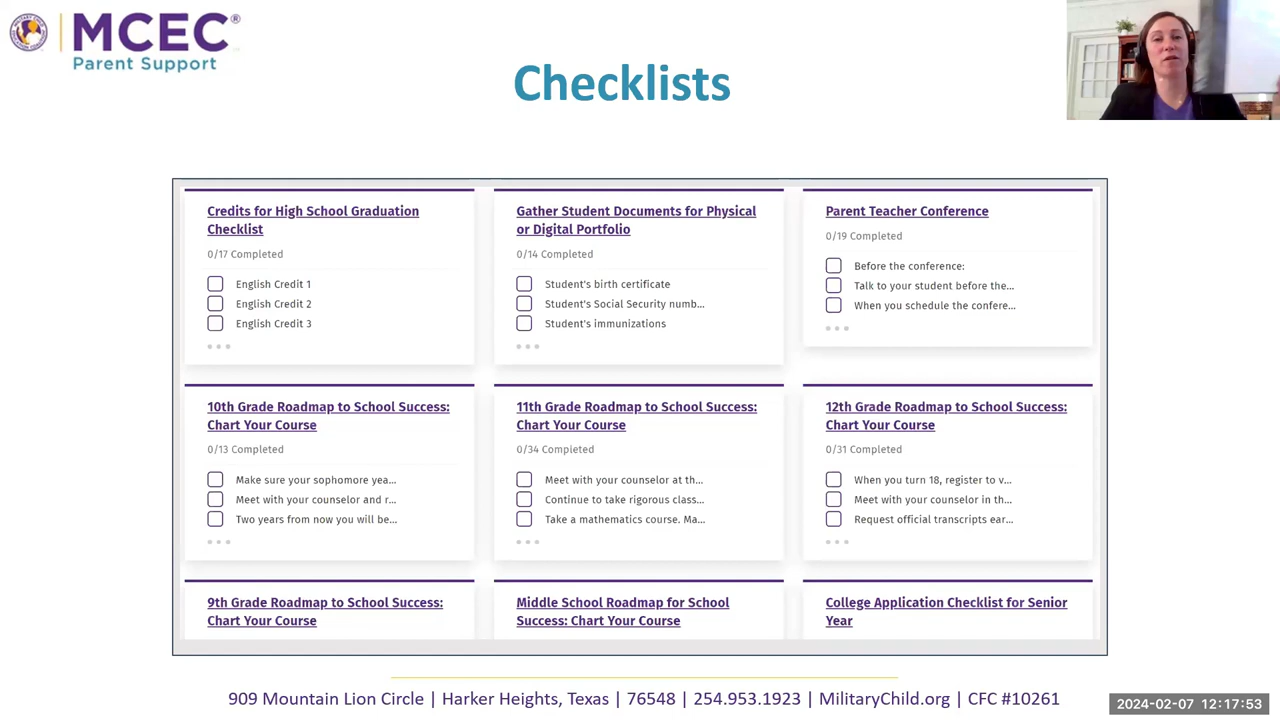 MCEC®
Parent Support
Checklists
Credits for High School Graduation
Checklist
0/17 Completed
English Credit 1
English Credit 2
English Credit 3
Gather Student Documents for Physical
or Digital Portfolio
0/14 Completed
Student's birth certificate
Student's Social Security numb...
Student's immunizations
Parent Teacher Conference
0/19 Completed
Before the conference:
Talk to your student before the...
When you schedule the confere...
10th Grade Roadmap to School Success:
Chart Your Course
0/13 Completed
Make sure your sophomore yea...
Meet with your counselor and r...
Two years from now you will be...
11th Grade Roadmap to School Success:
Chart Your Course
0/34 Completed
Meet with your counselor at th...
Continue to take rigorous class...
Take a mathematics course. Ma...
12th Grade Roadmap to School Success:
Chart Your Course
0/31 Completed
When you turn 18, register to v...
Meet with your counselor in th...
Request official transcripts ear...
9th Grade Roadmap to School Success:
Chart Your Course
Middle School Roadmap for School
Success: Chart Your Course
College Application Checklist for Senior
Year
909 Mountain Lion Circle | Harker Heights, Texas | 76548 | 254.953.1923 | MilitaryChild.org | CFC #10261
2024-02-07 12:17:53